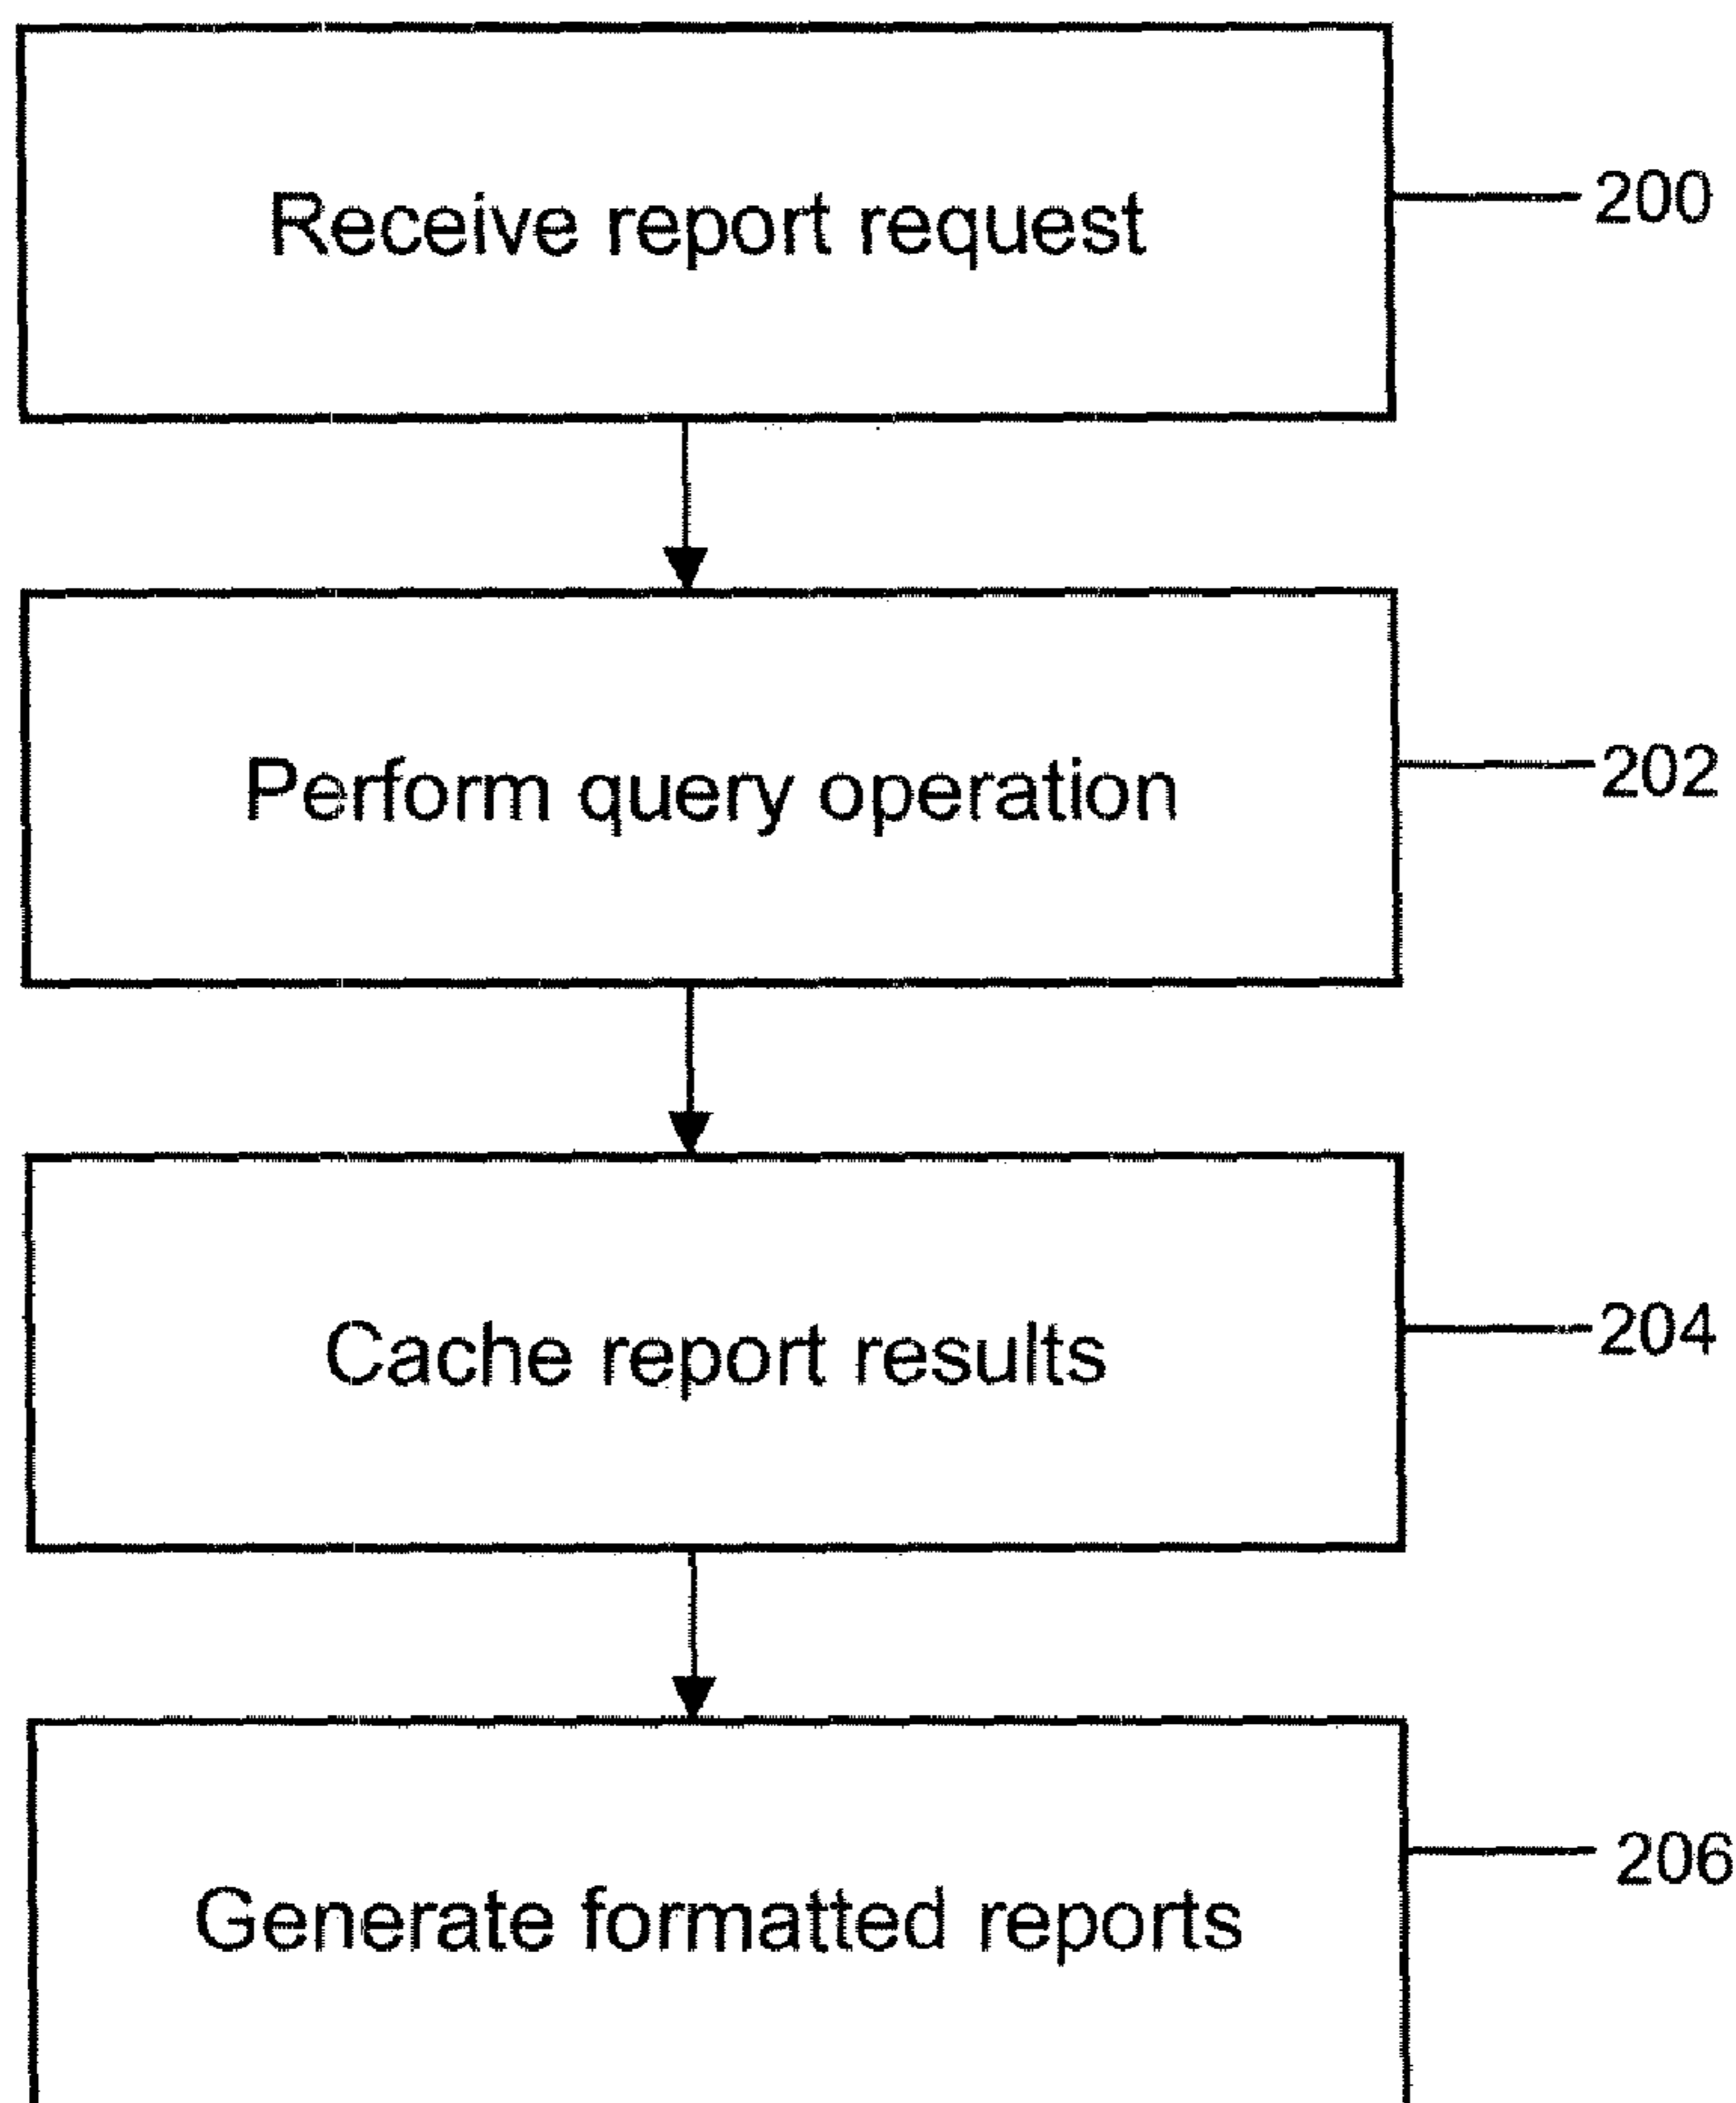 Receive report request
200
Perform query operation
202
Cache report results
204
Generate formatted reports
206